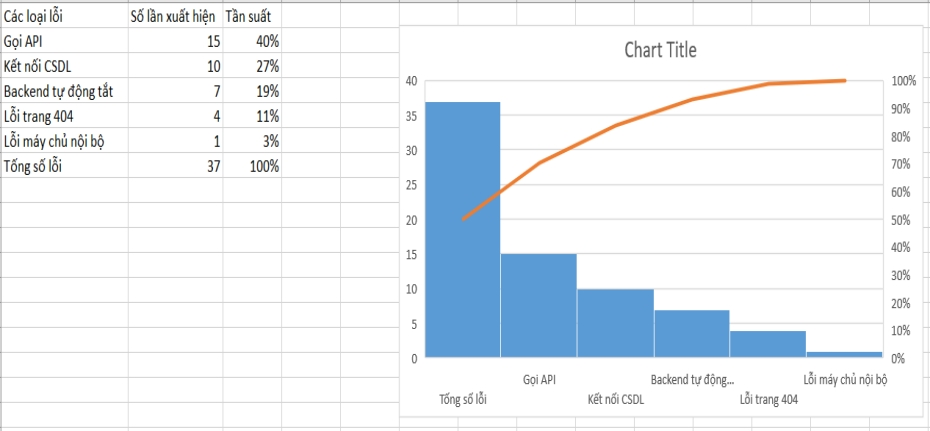 Các loại lỗi Số lần xuất hiện Tần suất
Gọi API 15 40%
Kết nối CSDL 10 27%
Backend tự động tắt 7 19%
Lỗi trang 404 4 11%
Lỗi máy chủ nội bộ 1 3%
Tổng số lỗi 37 100%
Chart Title
40 100%
35 90%
30 80%
25 70%
20 60%
15 50%
10 40%
5 30%
0 20%
10%
0%
Gọi API Backend tự động... Lỗi máy chủ nội bộ
Tổng số lỗi Kết nối CSDL Lỗi trang 404